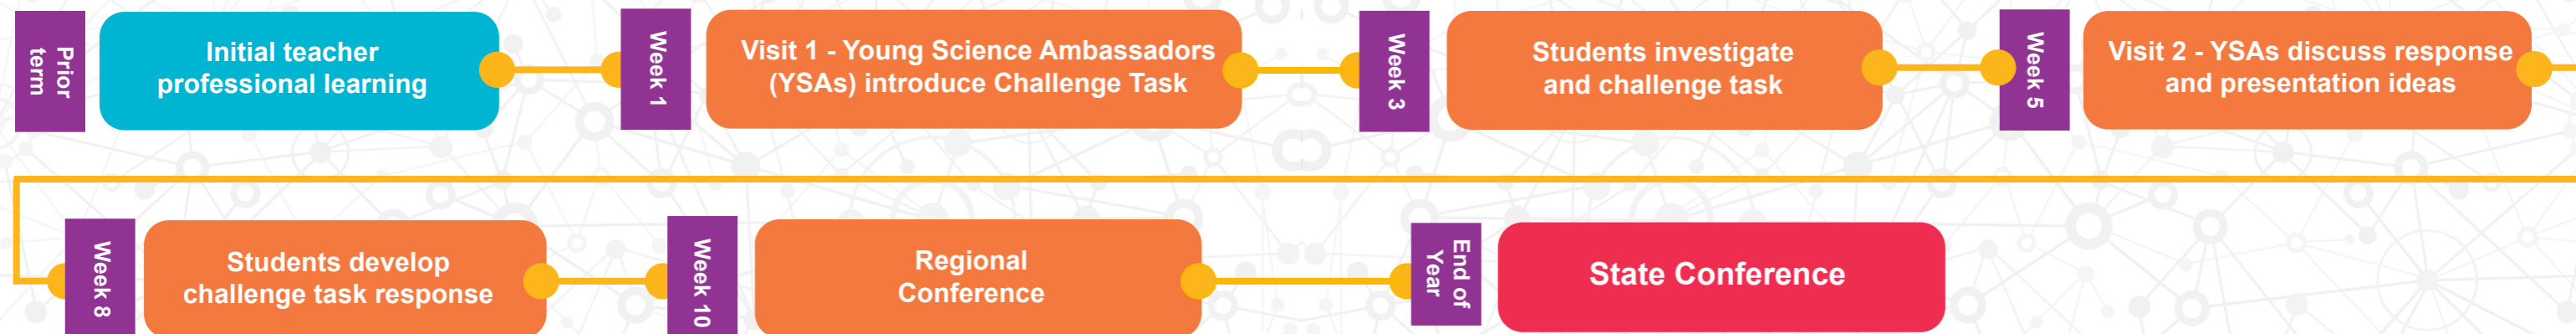 Prior
term
Initial teacher
professional learning
Week 1
Visit 1 - Young Science Ambassadors
(YSAs) introduce Challenge Task
Week 3
Students investigate
and challenge task
Week 5
Visit 2 - YSAs discuss response
and presentation ideas
Week 8
Students develop
challenge task response
Week 10
Regional
Conference
End of
Year
State Conference